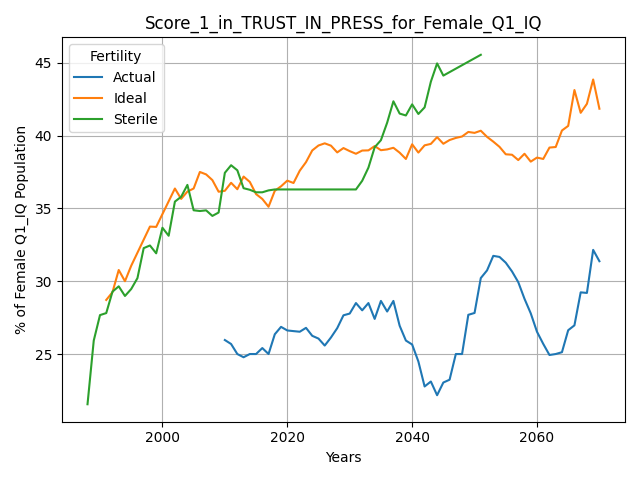 Score_1_in_TRUST_IN_PRESS_for_Female_Q1_IQ
Fertility
Actual
Ideal
Sterile
% of Female Q1_IQ Population
45
40
35
30
25
2000
2020
2040
2060
Years